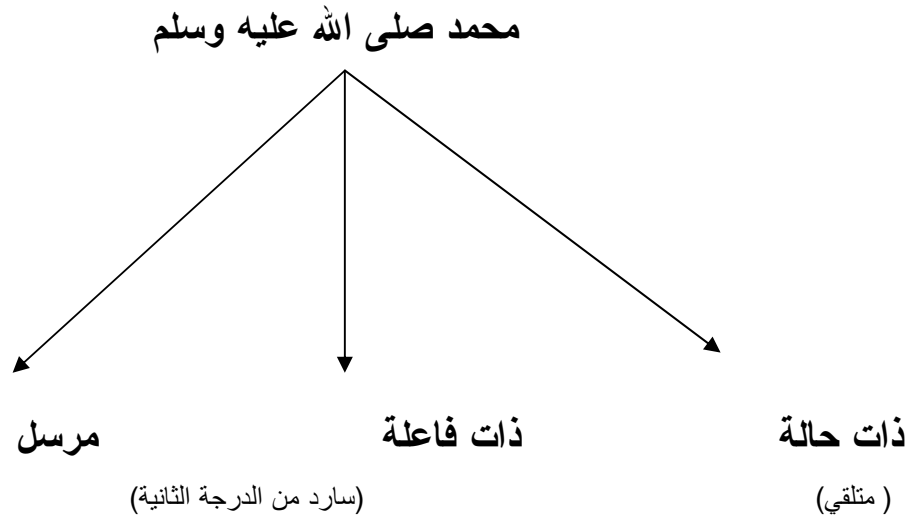 محمد صلى الله عليه وسلم
ذات حالة ذات فاعلة مرسل
( متلقي) (سارد من الدرجة الثانية)